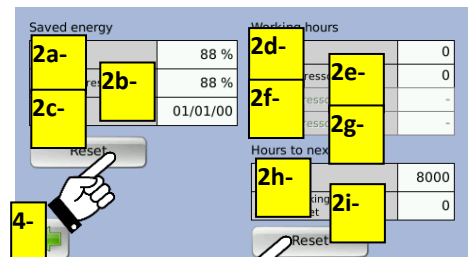 Saved energy
2a- 88 %
2b- 88 %
2c- 01/01/00
Reset
4-
Working hours
2d- 0
2e- 0
2f- -
2g- -
Hours to nex
2h- 8000
2i- 0
Reset